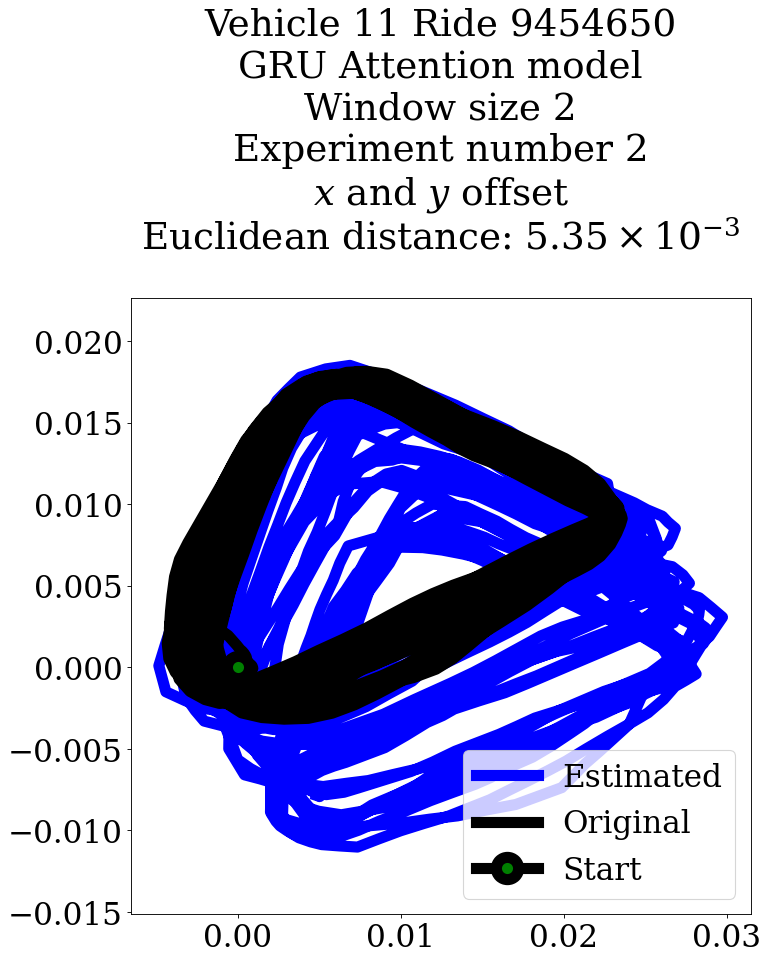 Vehicle 11 Ride 9454650
GRU Attention model
Window size 2
Experiment number 2
x and y offset
Euclidean distance: 5.35 × 10⁻³
0.020
0.015
0.010
0.005
0.000
−0.005
−0.010
−0.015
0.00 0.01 0.02 0.03
Estimated
Original
Start